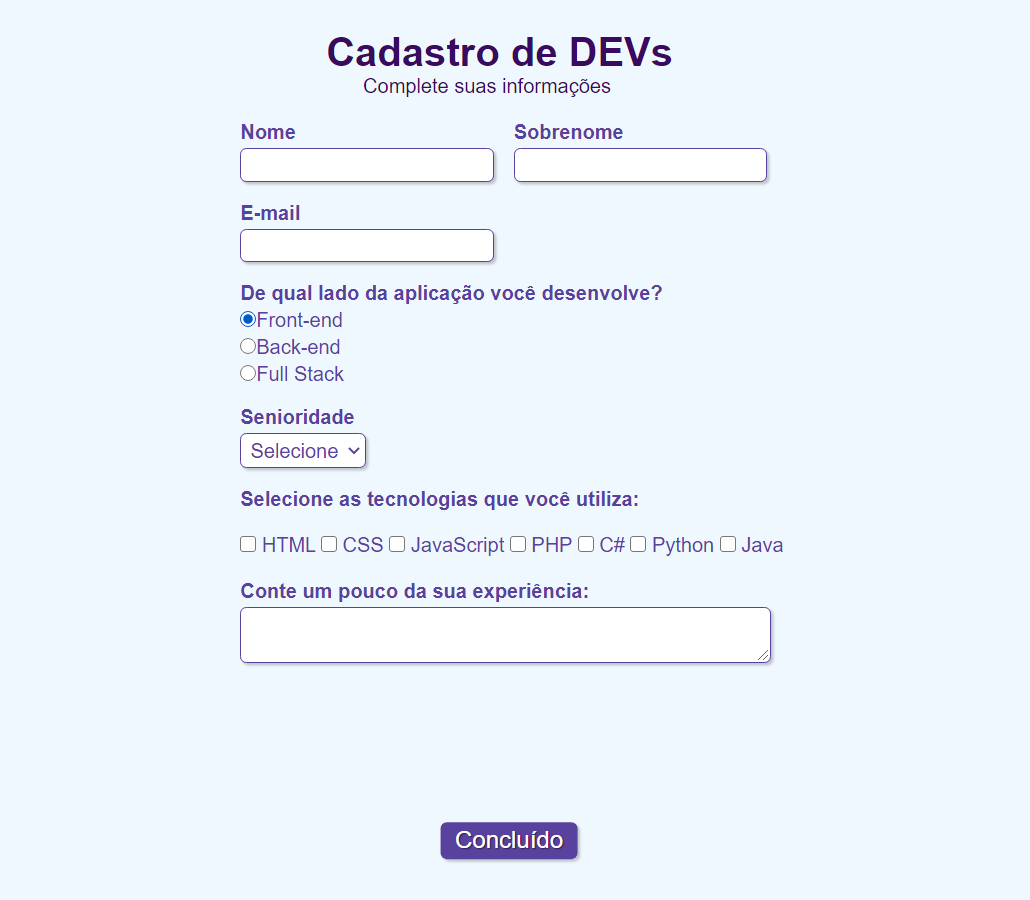 Cadastro de DEVs
Complete suas informações
Nome Sobrenome
E-mail
De qual lado da aplicação você desenvolve?
Front-end
Back-end
Full Stack
Senioridade
Selecione
Selecione as tecnologias que você utiliza:
HTML CSS JavaScript PHP C# Python Java
Conte um pouco da sua experiência:
Concluído